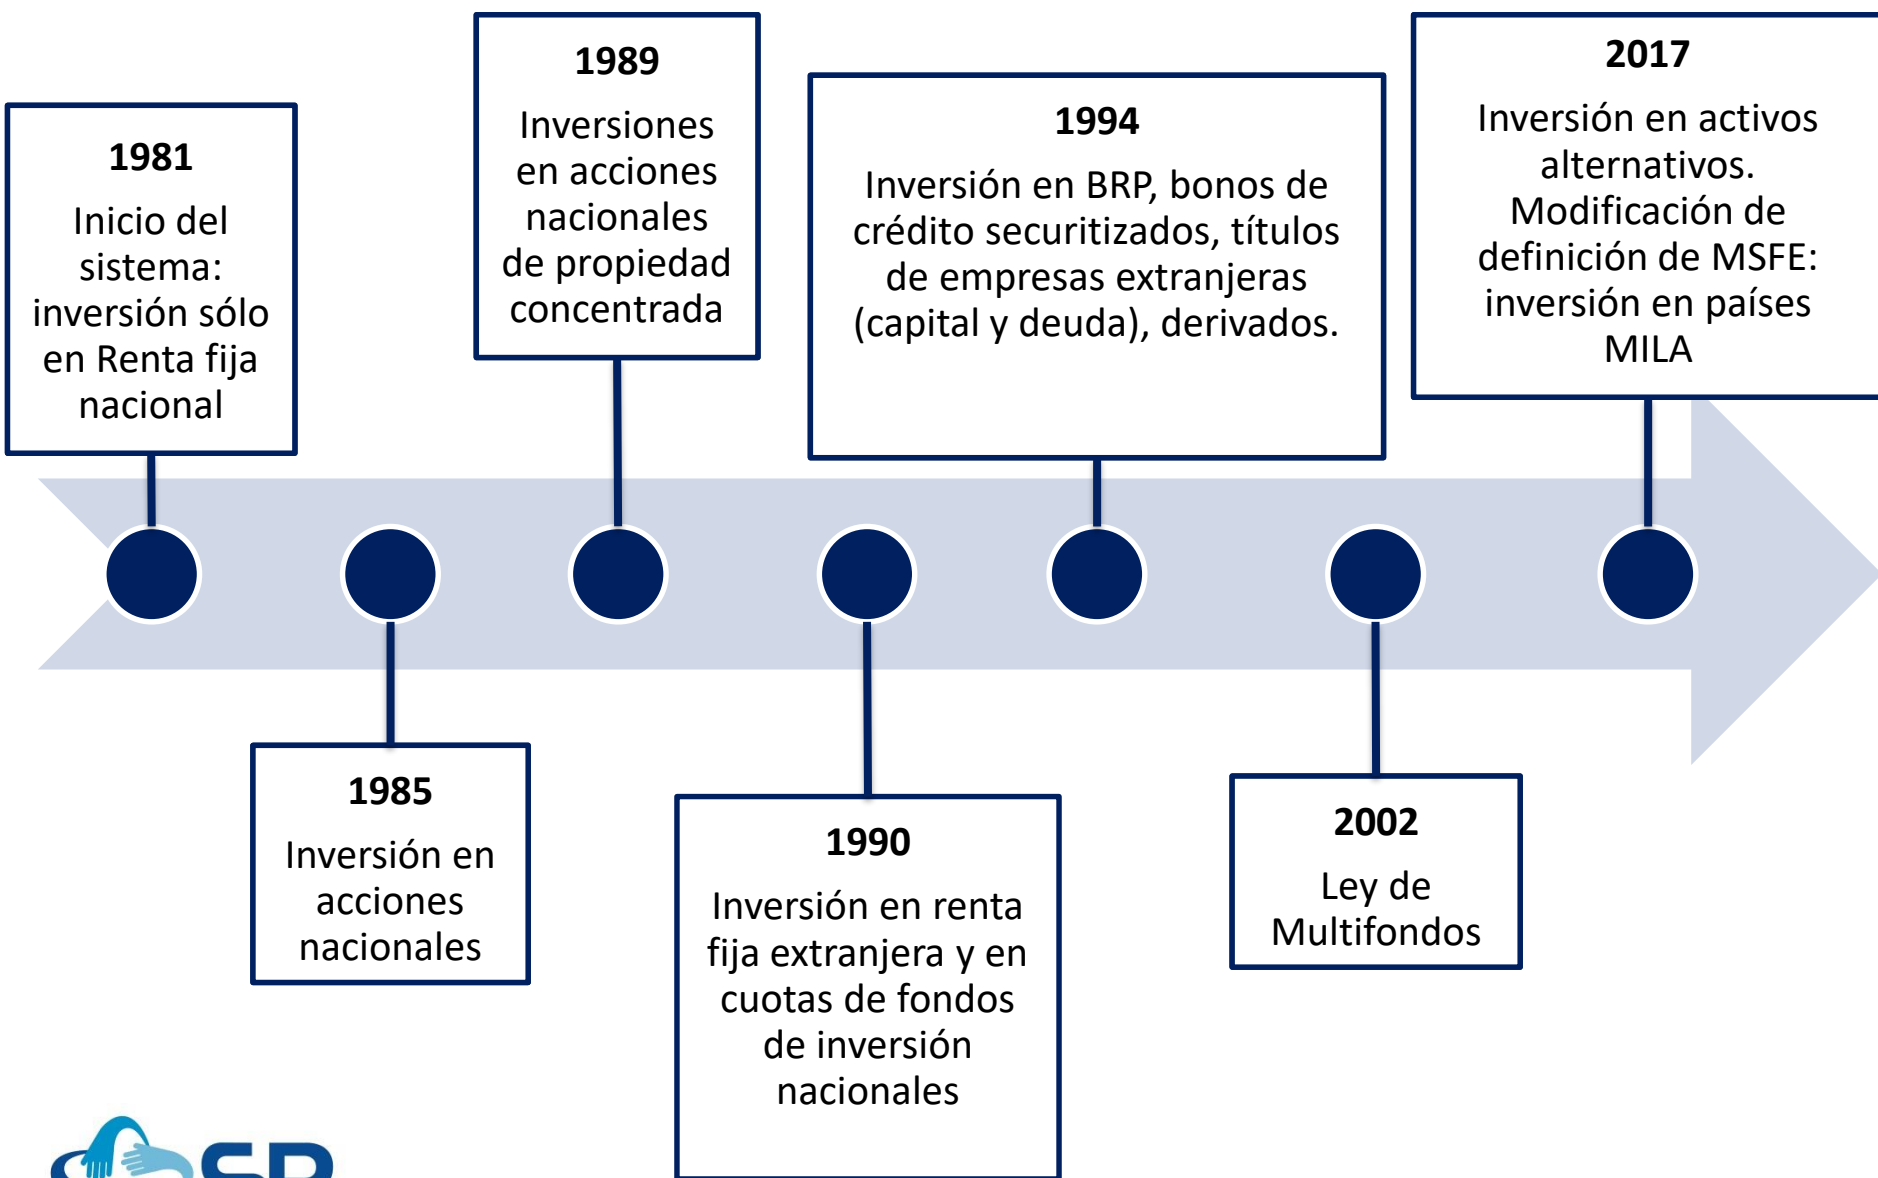 1981
Inicio del
sistema:
inversión sólo
en Renta fija
nacional
1985
Inversión en
acciones
nacionales
1989
Inversiones
en acciones
nacionales
de propiedad
concentrada
1990
Inversión en renta
fija extranjera y en
cuotas de fondos
de inversión
nacionales
1994
Inversión en BRP, bonos de
crédito securitizados, títulos
de empresas extranjeras
(capital y deuda), derivados.
2002
Ley de
Multifondos
2017
Inversión en activos
alternativos.
Modificación de
definición de MSFE:
inversión en países
MILA
SP